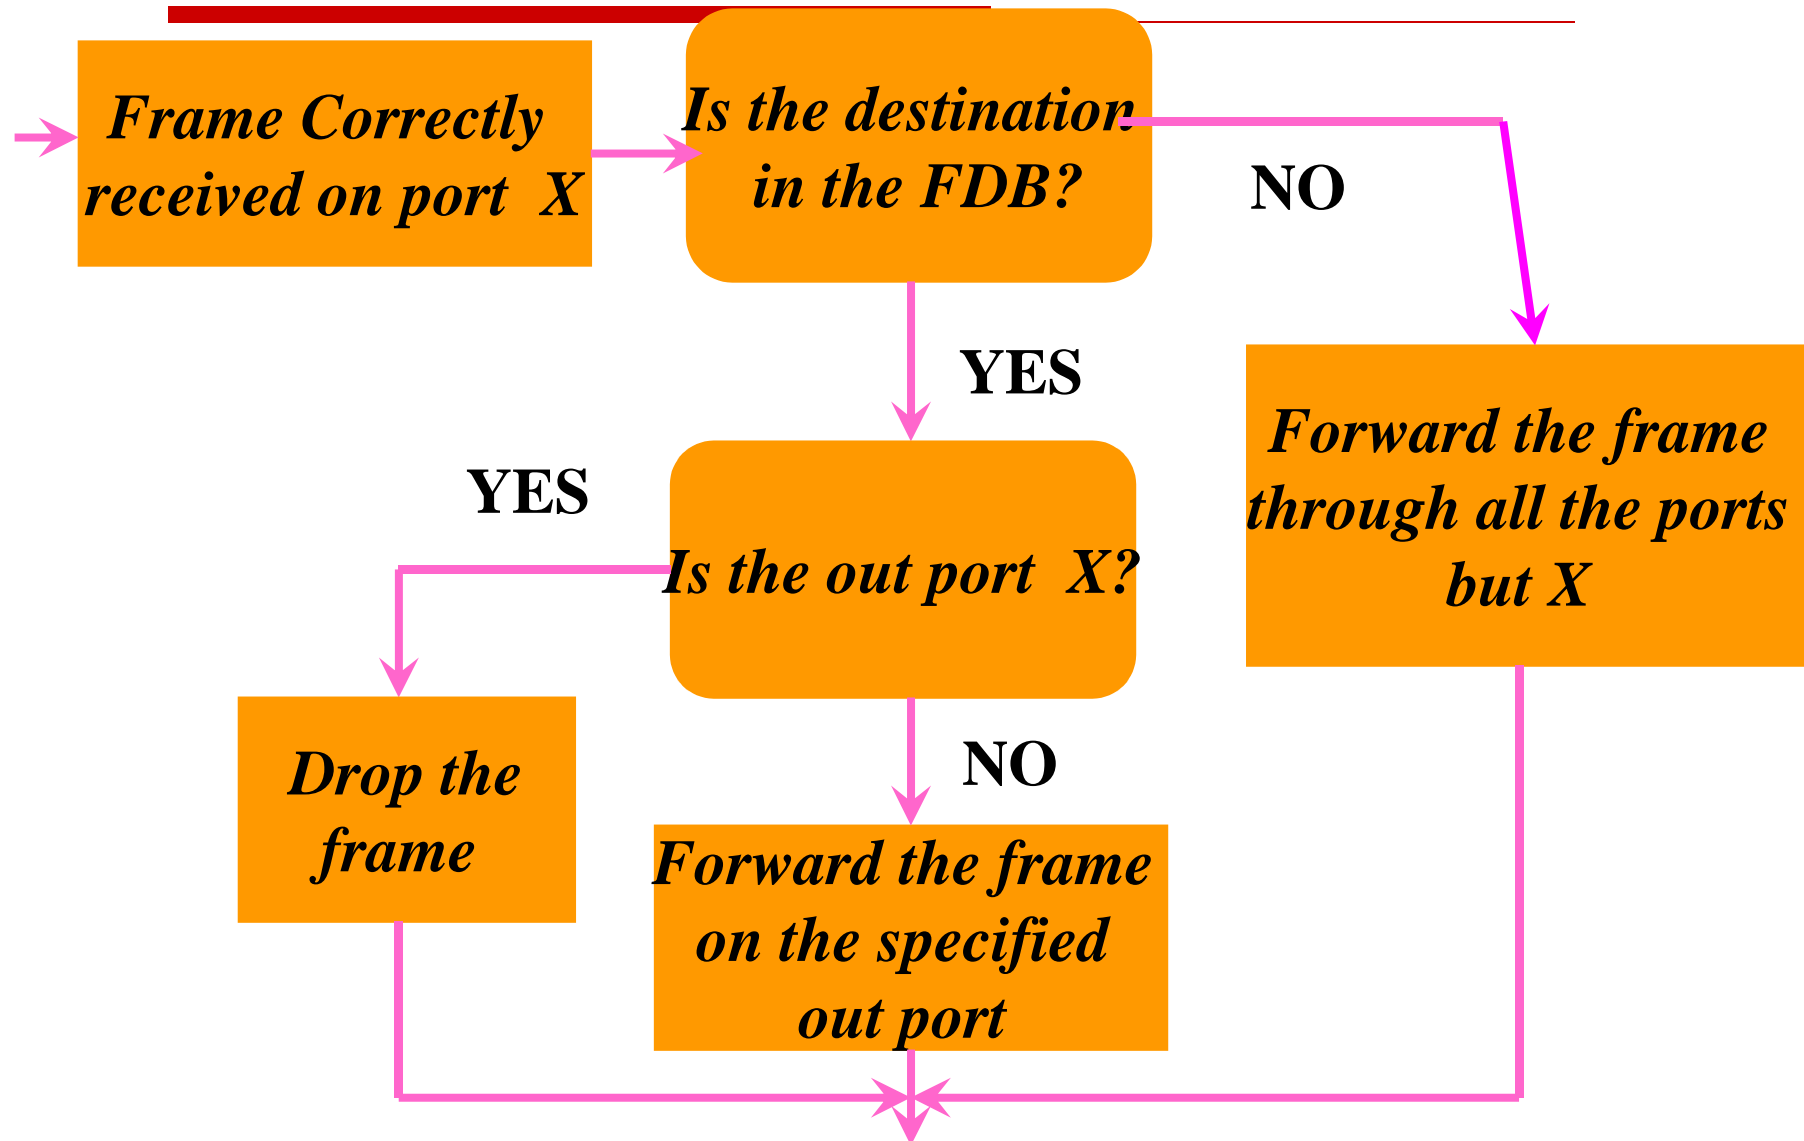 Frame Correctly
received on port X
Is the destination
in the FDB?
NO
YES
Forward the frame
through all the ports
but X
YES
Is the out port X?
Drop the
frame
NO
Forward the frame
on the specified
out port